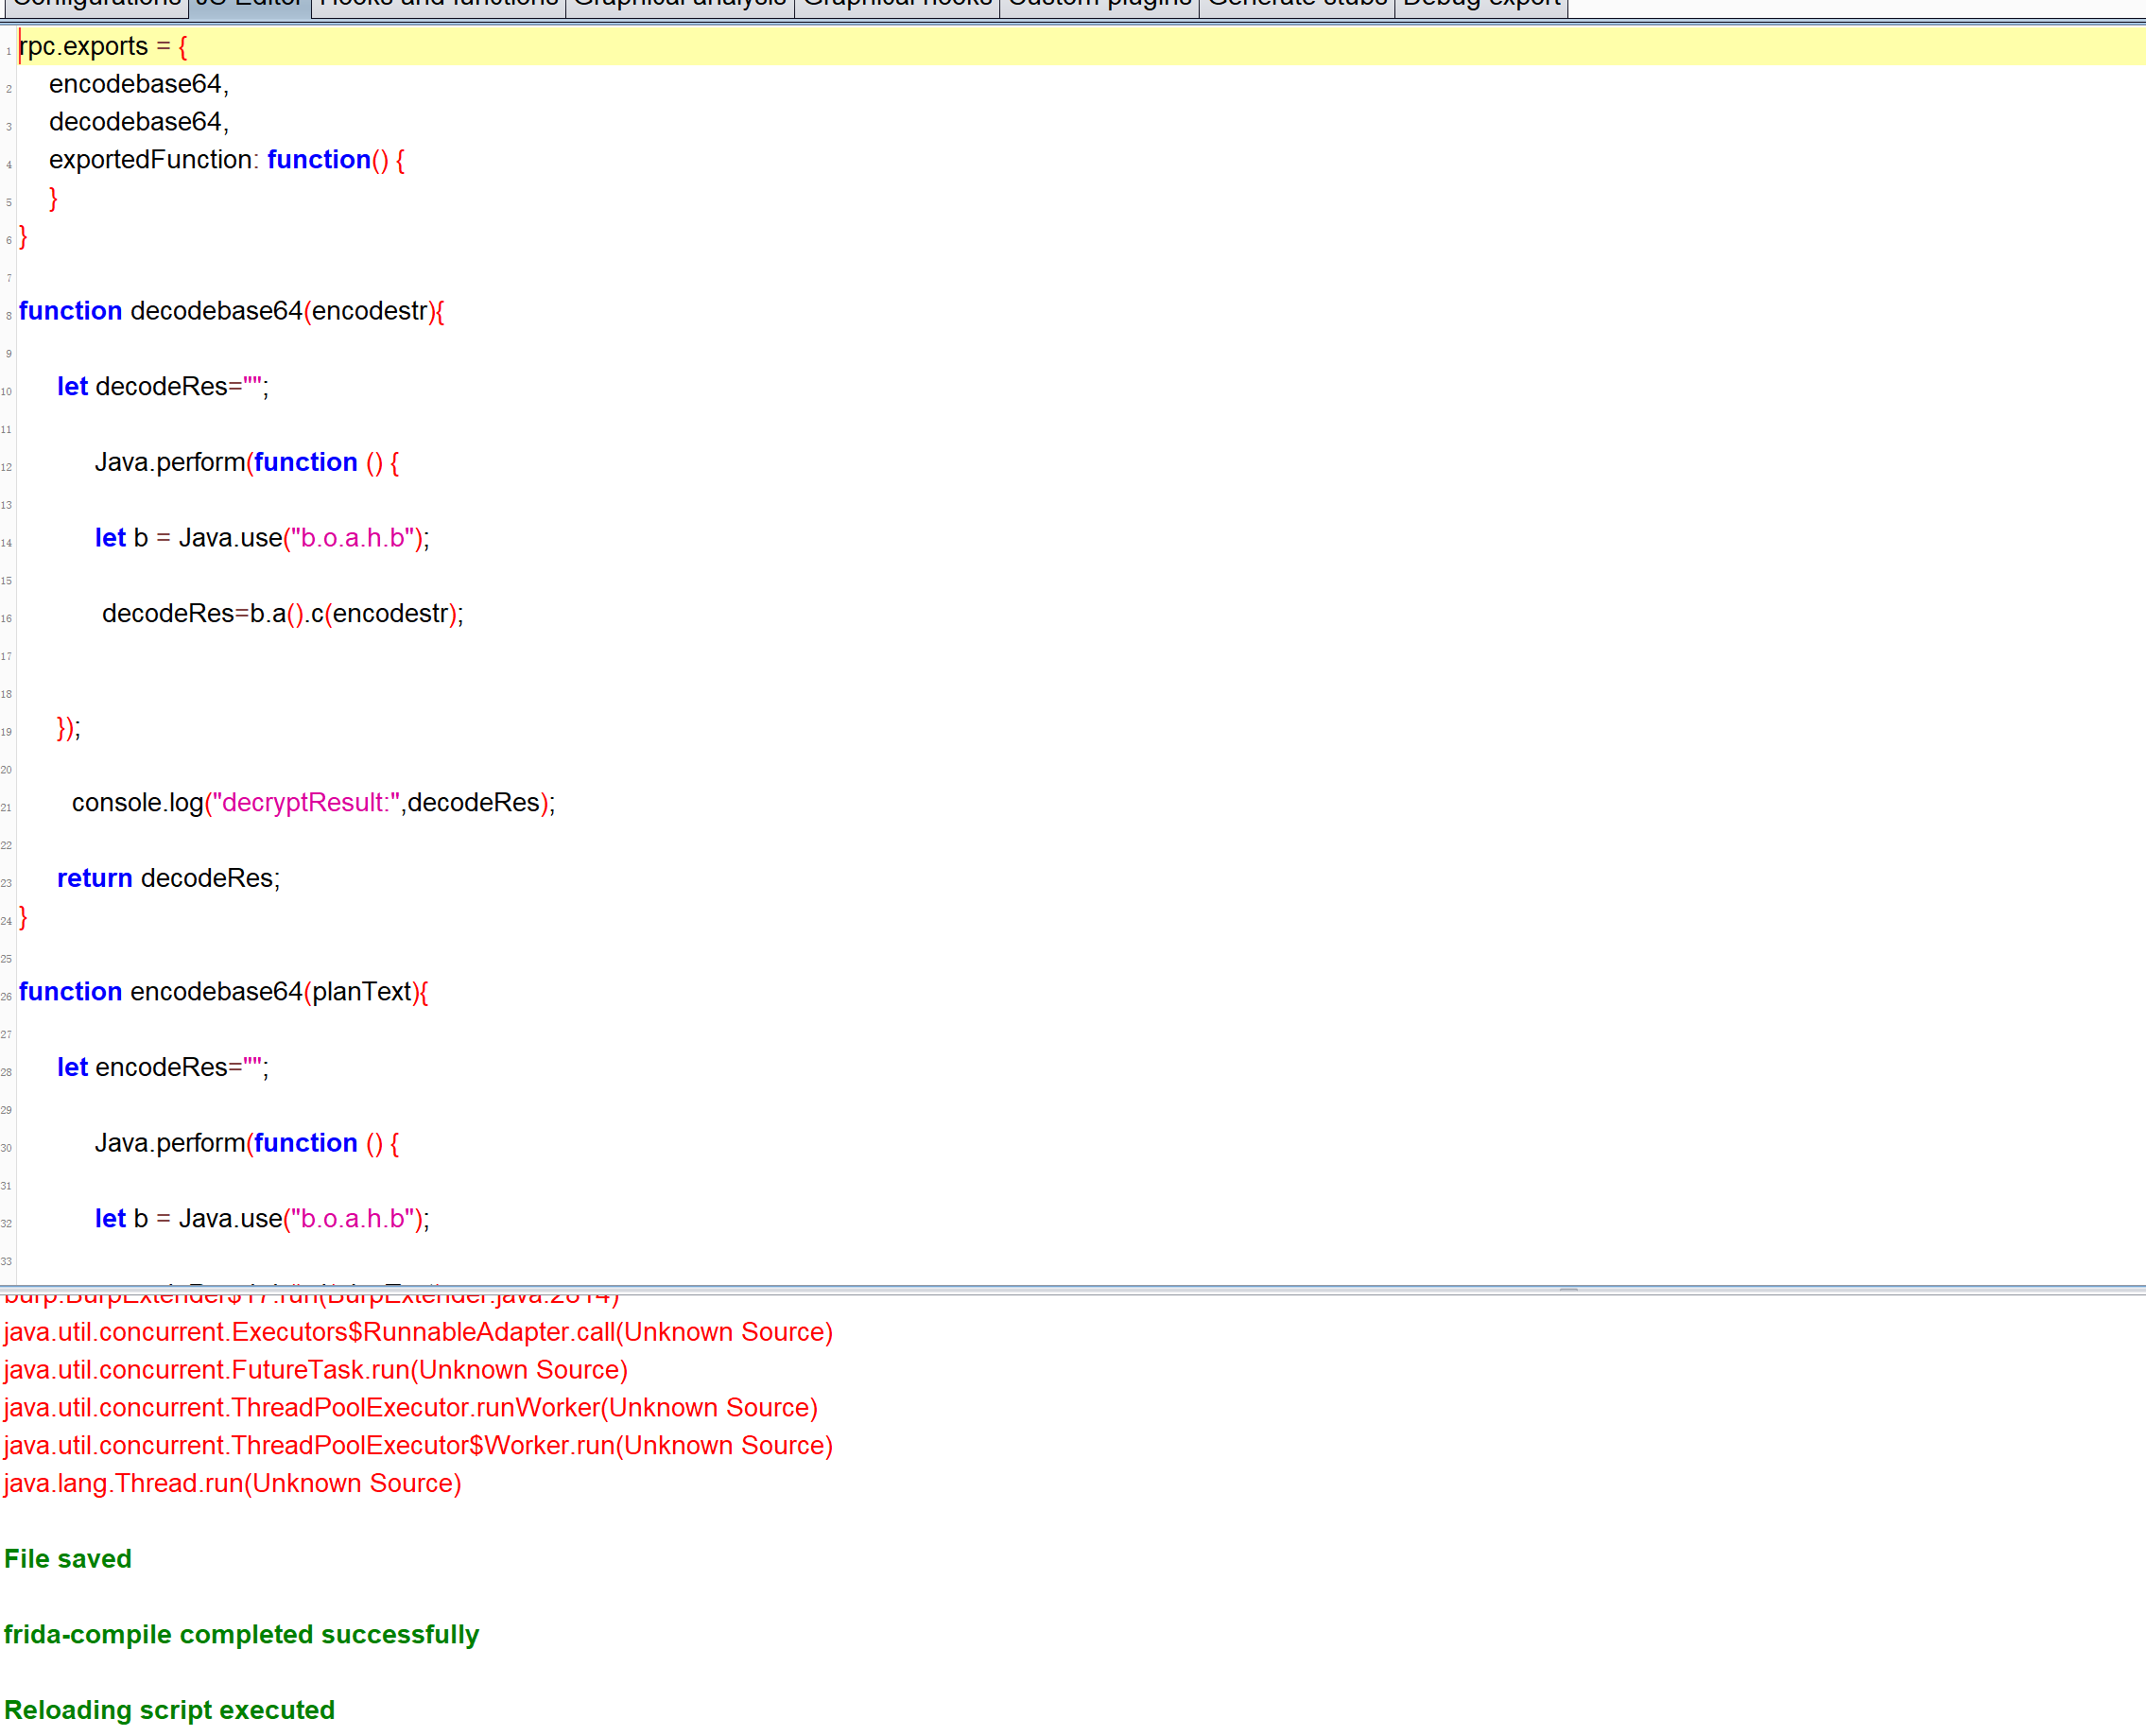 Configurations JS Editor Hooks and functions Graphical analysis Graphical hooks Custom plugins Generate stubs Debug export
1 rpc.exports = {
2 encodebase64,
3 decodebase64,
4 exportedFunction: function() {
5 }
6 }
7
8 function decodebase64(encodestr){
9
10 let decodeRes="";
11
12 Java.perform(function () {
13
14 let b = Java.use("b.o.a.h.b");
15
16 decodeRes=b.a().c(encodestr);
17
18
19 });
20
21 console.log("decryptResult:",decodeRes);
22
23 return decodeRes;
24 }
25
26 function encodebase64(planText){
27
28 let encodeRes="";
29
30 Java.perform(function () {
31
32 let b = Java.use("b.o.a.h.b");
33
burp.BurpExtender$17.run(BurpExtender.java:2814)
java.util.concurrent.Executors$RunnableAdapter.call(Unknown Source)
java.util.concurrent.FutureTask.run(Unknown Source)
java.util.concurrent.ThreadPoolExecutor.runWorker(Unknown Source)
java.util.concurrent.ThreadPoolExecutor$Worker.run(Unknown Source)
java.lang.Thread.run(Unknown Source)
File saved
frida-compile completed successfully
Reloading script executed